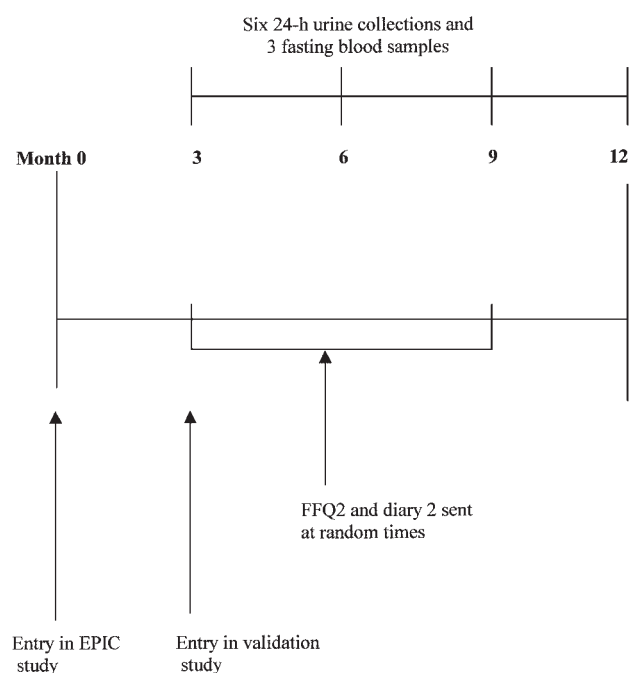 Six 24-h urine collections and
3 fasting blood samples
Month 0 3 6 9 12
FFQ2 and diary 2 sent
at random times
Entry in EPIC
study
Entry in validation
study